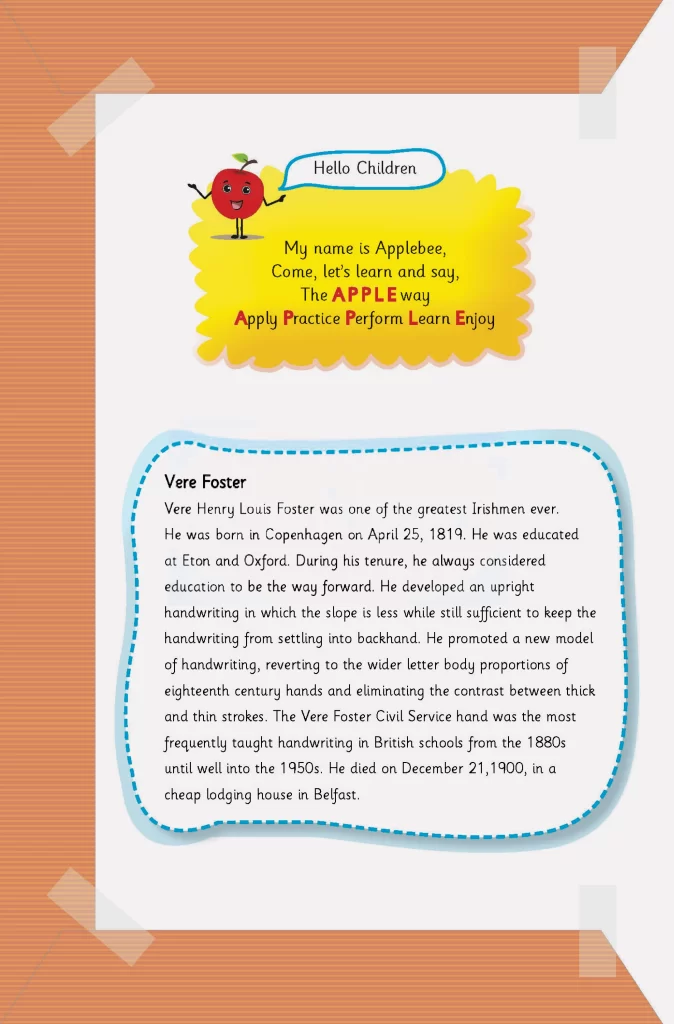 Hello Children
My name is Applebee,
Come, let's learn and say,
The APPLE way
Apply Practice Perform Learn Enjoy
Vere Foster
Vere Henry Louis Foster was one of the greatest Irishmen ever.
He was born in Copenhagen on April 25, 1819. He was educated
at Eton and Oxford. During his tenure, he always considered
education to be the way forward. He developed an upright
handwriting in which the slope is less while still sufficient to keep the
handwriting from settling into backhand. He promoted a new model
of handwriting, reverting to the wider letter body proportions of
eighteenth century hands and eliminating the contrast between thick
and thin strokes. The Vere Foster Civil Service hand was the most
frequently taught handwriting in British schools from the 1880s
until well into the 1950s. He died on December 21,1900, in a
cheap lodging house in Belfast.